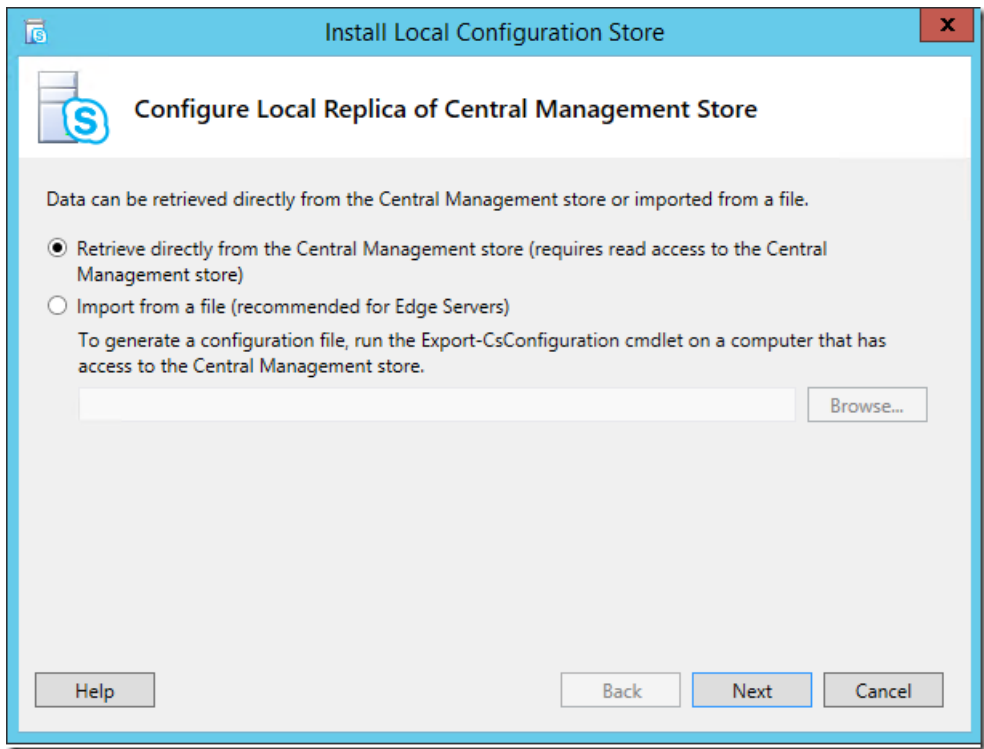 Install Local Configuration Store
x
S
Configure Local Replica of Central Management Store
Data can be retrieved directly from the Central Management store or imported from a file.
Retrieve directly from the Central Management store (requires read access to the Central
Management store)
Import from a file (recommended for Edge Servers)
To generate a configuration file, run the Export-CsConfiguration cmdlet on a computer that has
access to the Central Management store.
Browse...
Help
Back
Next
Cancel